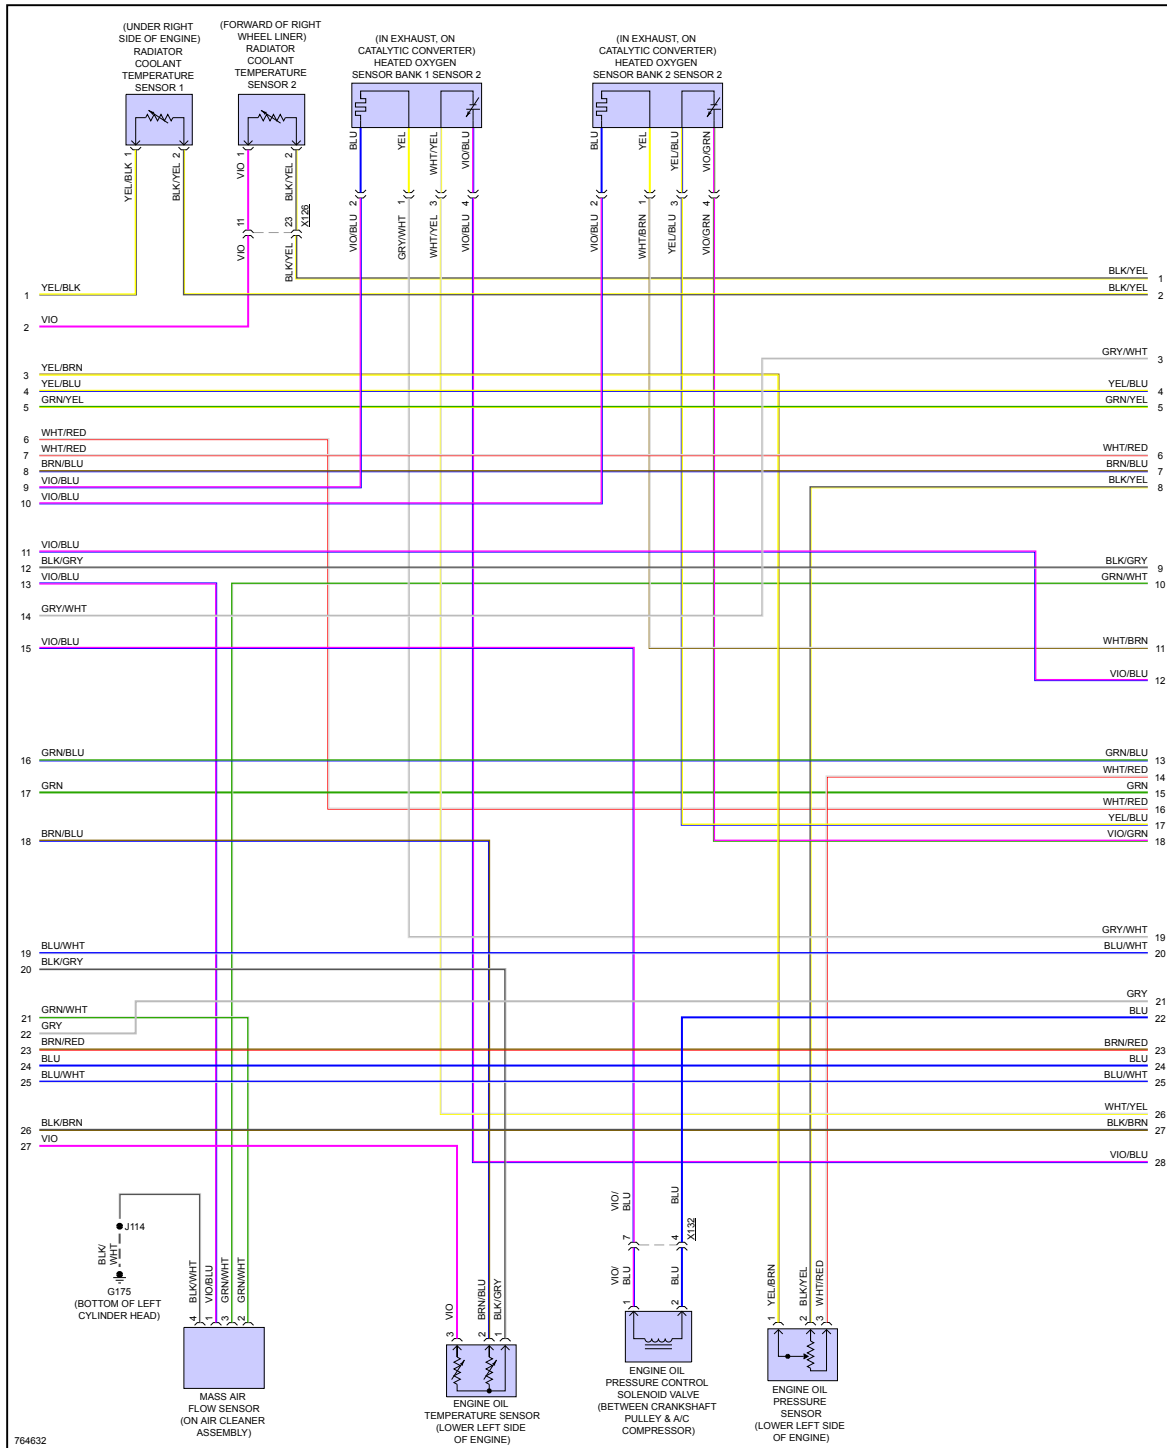 (UNDER RIGHT
SIDE OF ENGINE)
RADIATOR
COOLANT
TEMPERATURE
SENSOR 1
(FORWARD OF RIGHT
WHEEL LINER)
RADIATOR
COOLANT
TEMPERATURE
SENSOR 2
(IN EXHAUST, ON
CATALYTIC CONVERTER)
HEATED OXYGEN
SENSOR BANK 1 SENSOR 2
(IN EXHAUST, ON
CATALYTIC CONVERTER)
HEATED OXYGEN
SENSOR BANK 2 SENSOR 2
YEL/BLK 1
BLK/YEL 2
VIO 1
BLK/YEL 2
BLU
YEL
WHT/YEL
VIO/BLU
BLU
YEL
YEL/BLU
VIO/GRN
11
23
X126
VIO
BLK/YEL
VIO/BLU 2
GRY/WHT 1
WHT/YEL 3
VIO/BLU 4
VIO/BLU 2
WHT/BRN 1
YEL/BLU 3
VIO/GRN 4
1 YEL/BLK
2 VIO
3 YEL/BRN
4 YEL/BLU
5 GRN/YEL
6 WHT/RED
7 WHT/RED
8 BRN/BLU
9 VIO/BLU
10 VIO/BLU
11 VIO/BLU
12 BLK/GRY
13 VIO/BLU
14 GRY/WHT
15 VIO/BLU
16 GRN/BLU
17 GRN
18 BRN/BLU
19 BLU/WHT
20 BLK/GRY
21 GRN/WHT
22 GRY
23 BRN/RED
24 BLU
25 BLU/WHT
26 BLK/BRN
27 VIO
BLK/YEL 1
BLK/YEL 2
GRY/WHT 3
YEL/BLU 4
GRN/YEL 5
WHT/RED 6
BRN/BLU 7
BLK/YEL 8
BLK/GRY 9
GRN/WHT 10
WHT/BRN 11
VIO/BLU 12
GRN/BLU 13
WHT/RED 14
GRN 15
WHT/RED 16
YEL/BLU 17
VIO/GRN 18
GRY/WHT 19
BLU/WHT 20
GRY 21
BLU 22
BRN/RED 23
BLU 24
BLU/WHT 25
WHT/YEL 26
BLK/BRN 27
VIO/BLU 28
J114
BLK/
WHT
G175
(BOTTOM OF LEFT
CYLINDER HEAD)
BLK/WHT 4
VIO/BLU 1
GRN/WHT 3
GRN/WHT 2
MASS AIR
FLOW SENSOR
(ON AIR CLEANER
ASSEMBLY)
VIO 3
BRN/BLU 2
BLK/GRY 1
ENGINE OIL
TEMPERATURE SENSOR
(LOWER LEFT SIDE
OF ENGINE)
VIO/
BLU
BLU
7
4
X132
VIO/
BLU
BLU
1
2
ENGINE OIL
PRESSURE CONTROL
SOLENOID VALVE
(BETWEEN CRANKSHAFT
PULLEY & A/C
COMPRESSOR)
YEL/BRN 1
BLK/YEL 2
WHT/RED 3
ENGINE OIL
PRESSURE
SENSOR
(LOWER LEFT SIDE
OF ENGINE)
764632